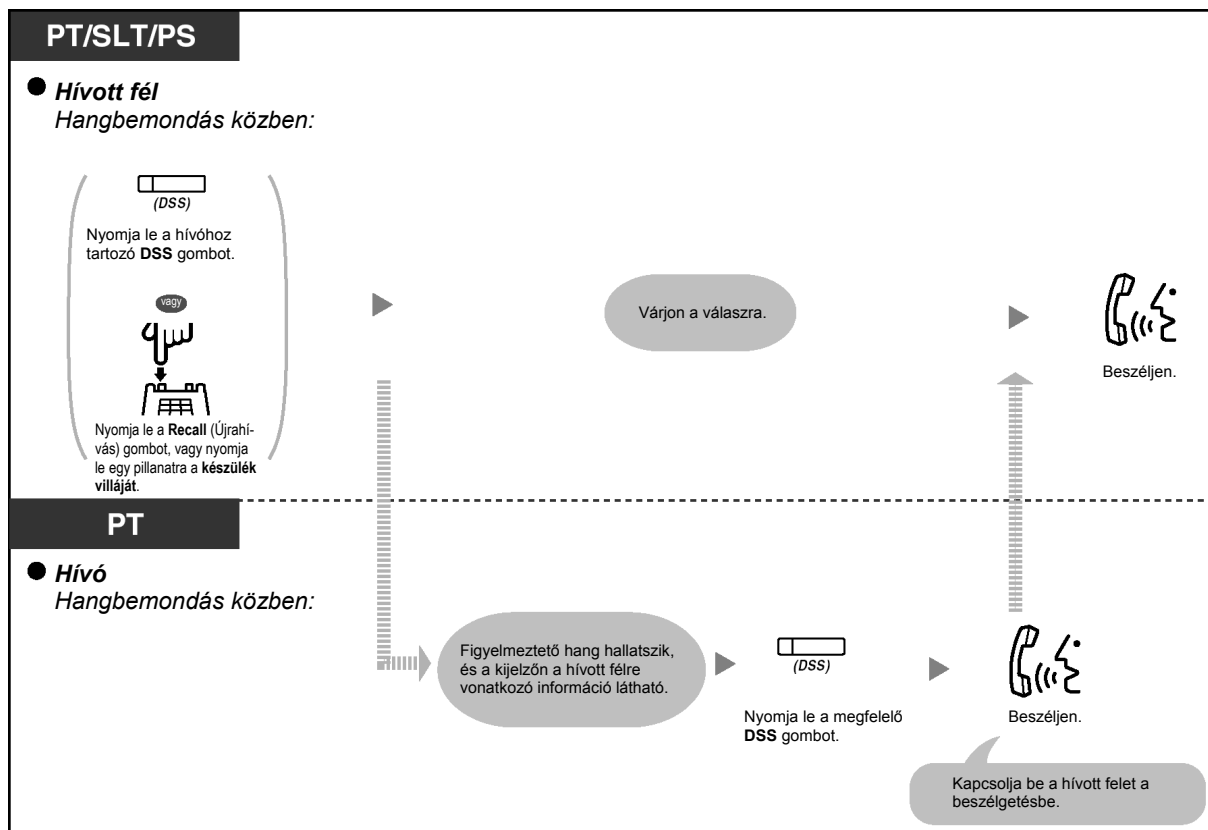 PT/SLT/PS
Hívott fél
Hangbemondás közben:
(DSS)
Nyomja le a hívóhoz
tartozó DSS gombot.
vagy
Nyomja le a Recall (Újrahí-
vás) gombot, vagy nyomja
le egy pillanatra a készülék
villáját.
Várjon a válaszra.
Beszéljen.
PT
Hívó
Hangbemondás közben:
Figyelmeztető hang hallatszik,
és a kijelzőn a hívott félre
vonatkozó információ látható.
(DSS)
Nyomja le a megfelelő
DSS gombot.
Beszéljen.
Kapcsolja be a hívott felet a
beszélgetésbe.